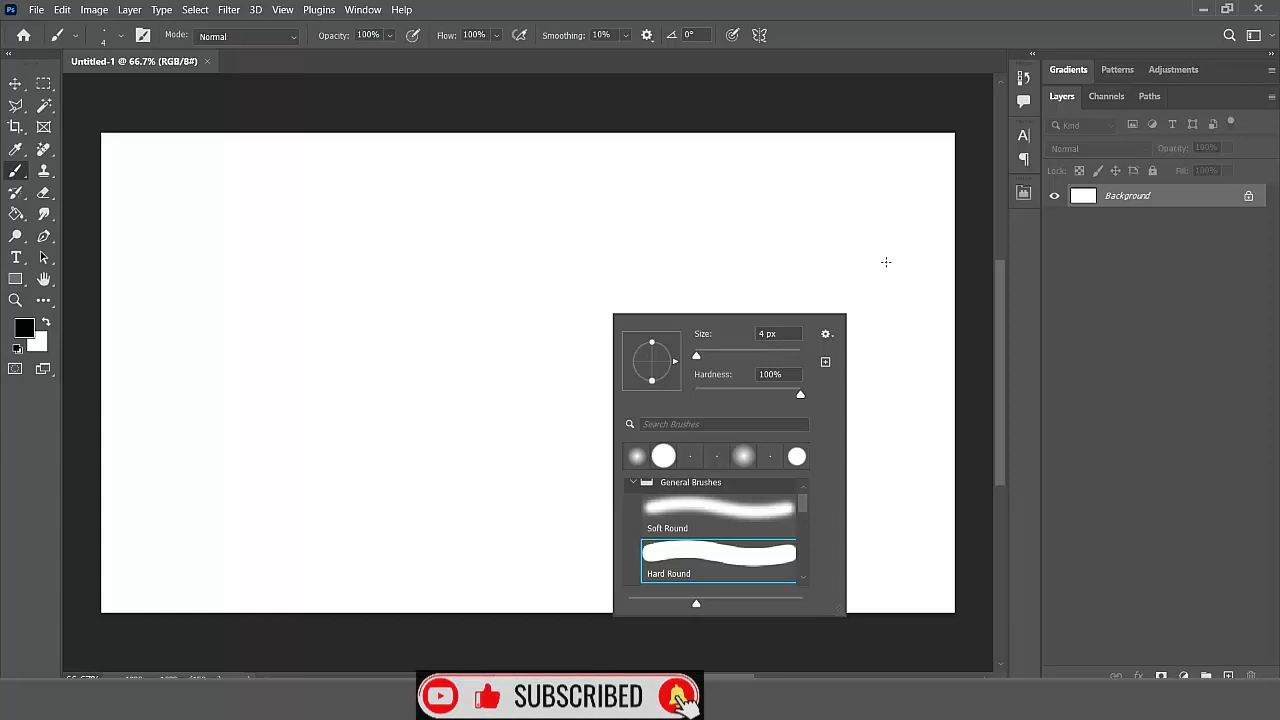 Ps File Edit Image Layer Type Select Filter 3D View Plugins Window Help
4 Mode: Normal Opacity: 100% Flow: 100% Smoothing: 10% 0°
Untitled-1 @ 66.7% (RGB/8#) ×
Gradients Patterns Adjustments
Layers Channels Paths
Kind
Normal Opacity: 100%
Lock: Fill: 100%
Background
Size: 4 px
Hardness: 100%
Search Brushes
General Brushes
Soft Round
Hard Round
SUBSCRIBED